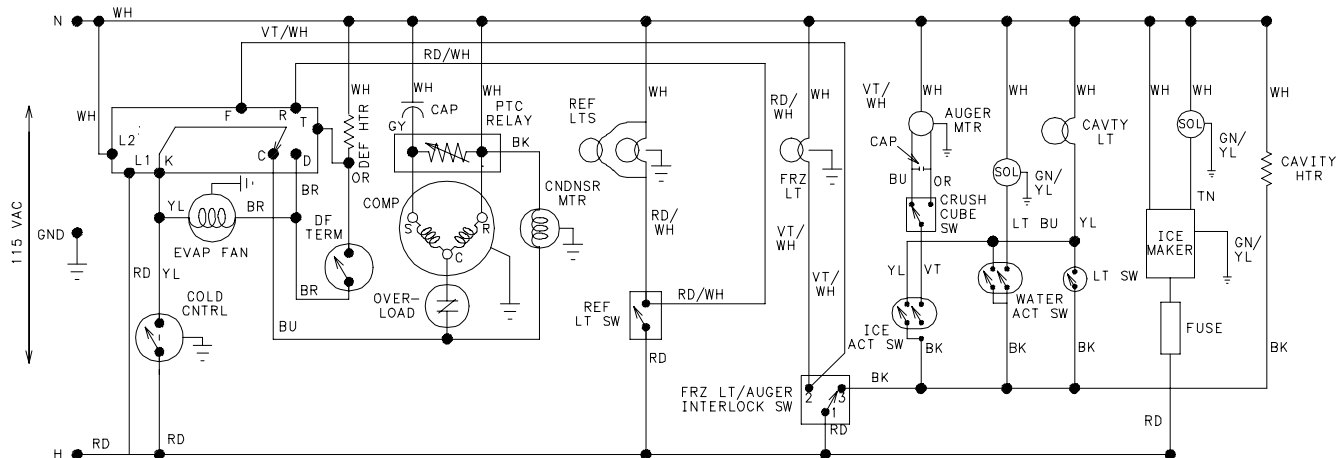 N
WH
VT/WH
RD/WH
WH
WH
WH
WH
WH
WH
WH
WH
WH
WH
WH
115 VAC
F
R
T
L2
L1
K
C
D
DEF HTR
OR
CAP
GY
PTC
RELAY
BK
REF
LTS
RD/
WH
FRZ
LT
VT/
WH
AUGER
MTR
CAP
BU
OR
CRUSH
CUBE
SW
CAVTY
LT
SOL
GN/
YL
SOL
GN/
YL
TN
CAVITY
HTR
YL
EVAP FAN
BR
BR
DF
TERM
BR
COMP
S
R
C
CNDNSR
MTR
RD/
WH
VT/
WH
VT/
WH
LT BU
YL
ICE
MAKER
GN/
YL
GND
RD
YL
COLD
CNTRL
BU
OVER-
LOAD
REF
LT SW
RD/WH
RD
YL
VT
ICE
ACT SW
WATER
ACT SW
LT SW
FUSE
BK
BK
BK
BK
BK
FRZ LT/AUGER
INTERLOCK SW
2
3
1
RD
RD
H
RD
RD